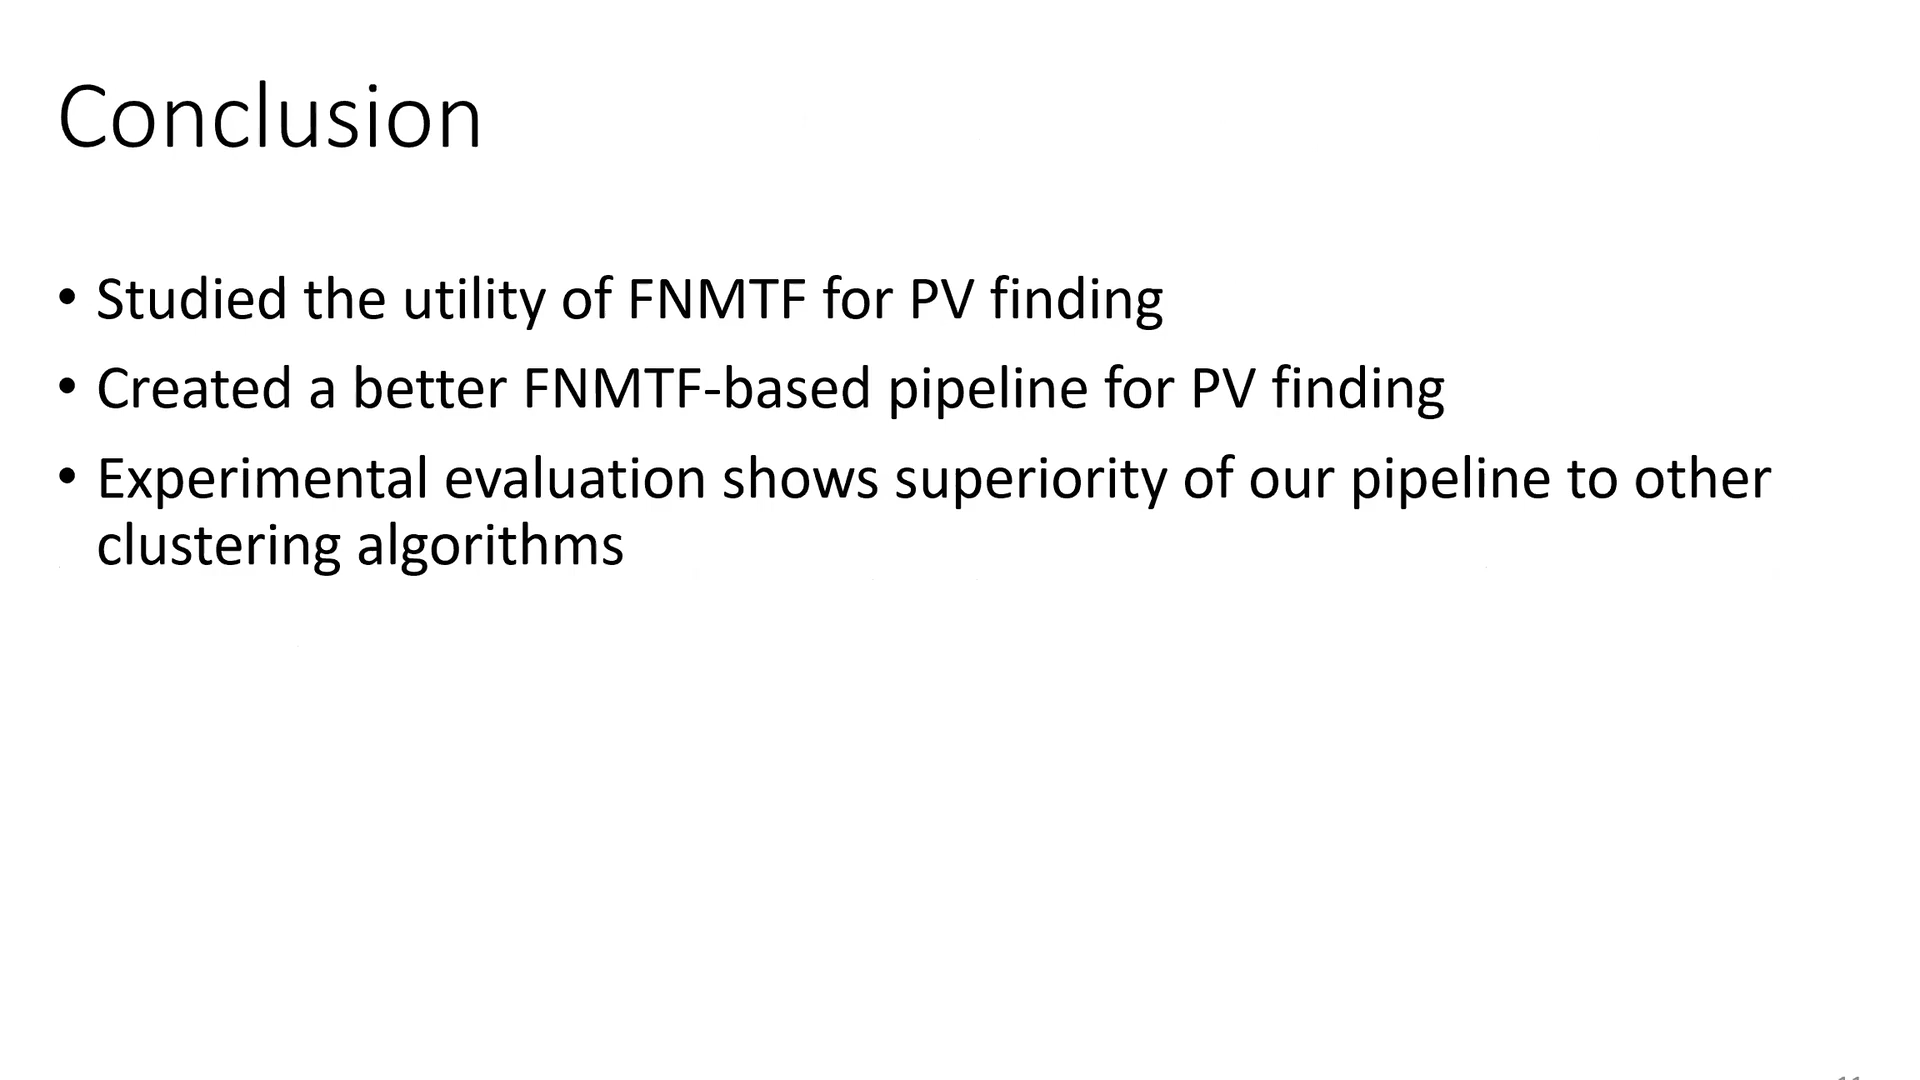 Conclusion
• Studied the utility of FNMTF for PV finding
• Created a better FNMTF-based pipeline for PV finding
• Experimental evaluation shows superiority of our pipeline to other
clustering algorithms